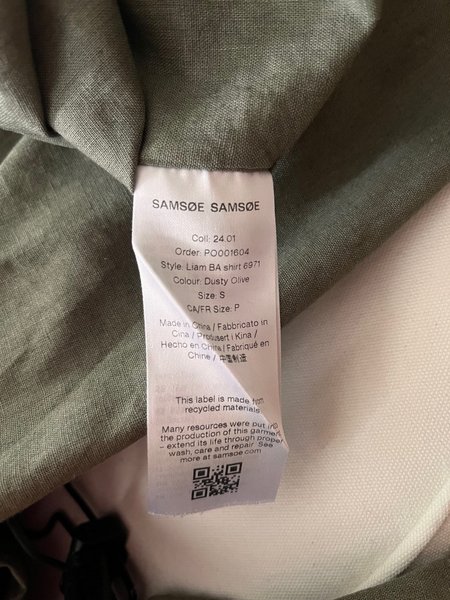 SAMSØE SAMSØE
Coll: 24.01
Order: PO001604
Style: Liam BA shirt 6971
Colour: Dusty Olive
Size: S
CA/FR Size: P
Made in China / Fabbricato in
Cina / Produsert i Kina /
Hecho en China / Fabriqué en
Chine / 中国制造
This label is made from
recycled materials.
Many resources were put into
the production of this garment
– extend its life through proper
wash, care and repair. See
more at samsoe.com